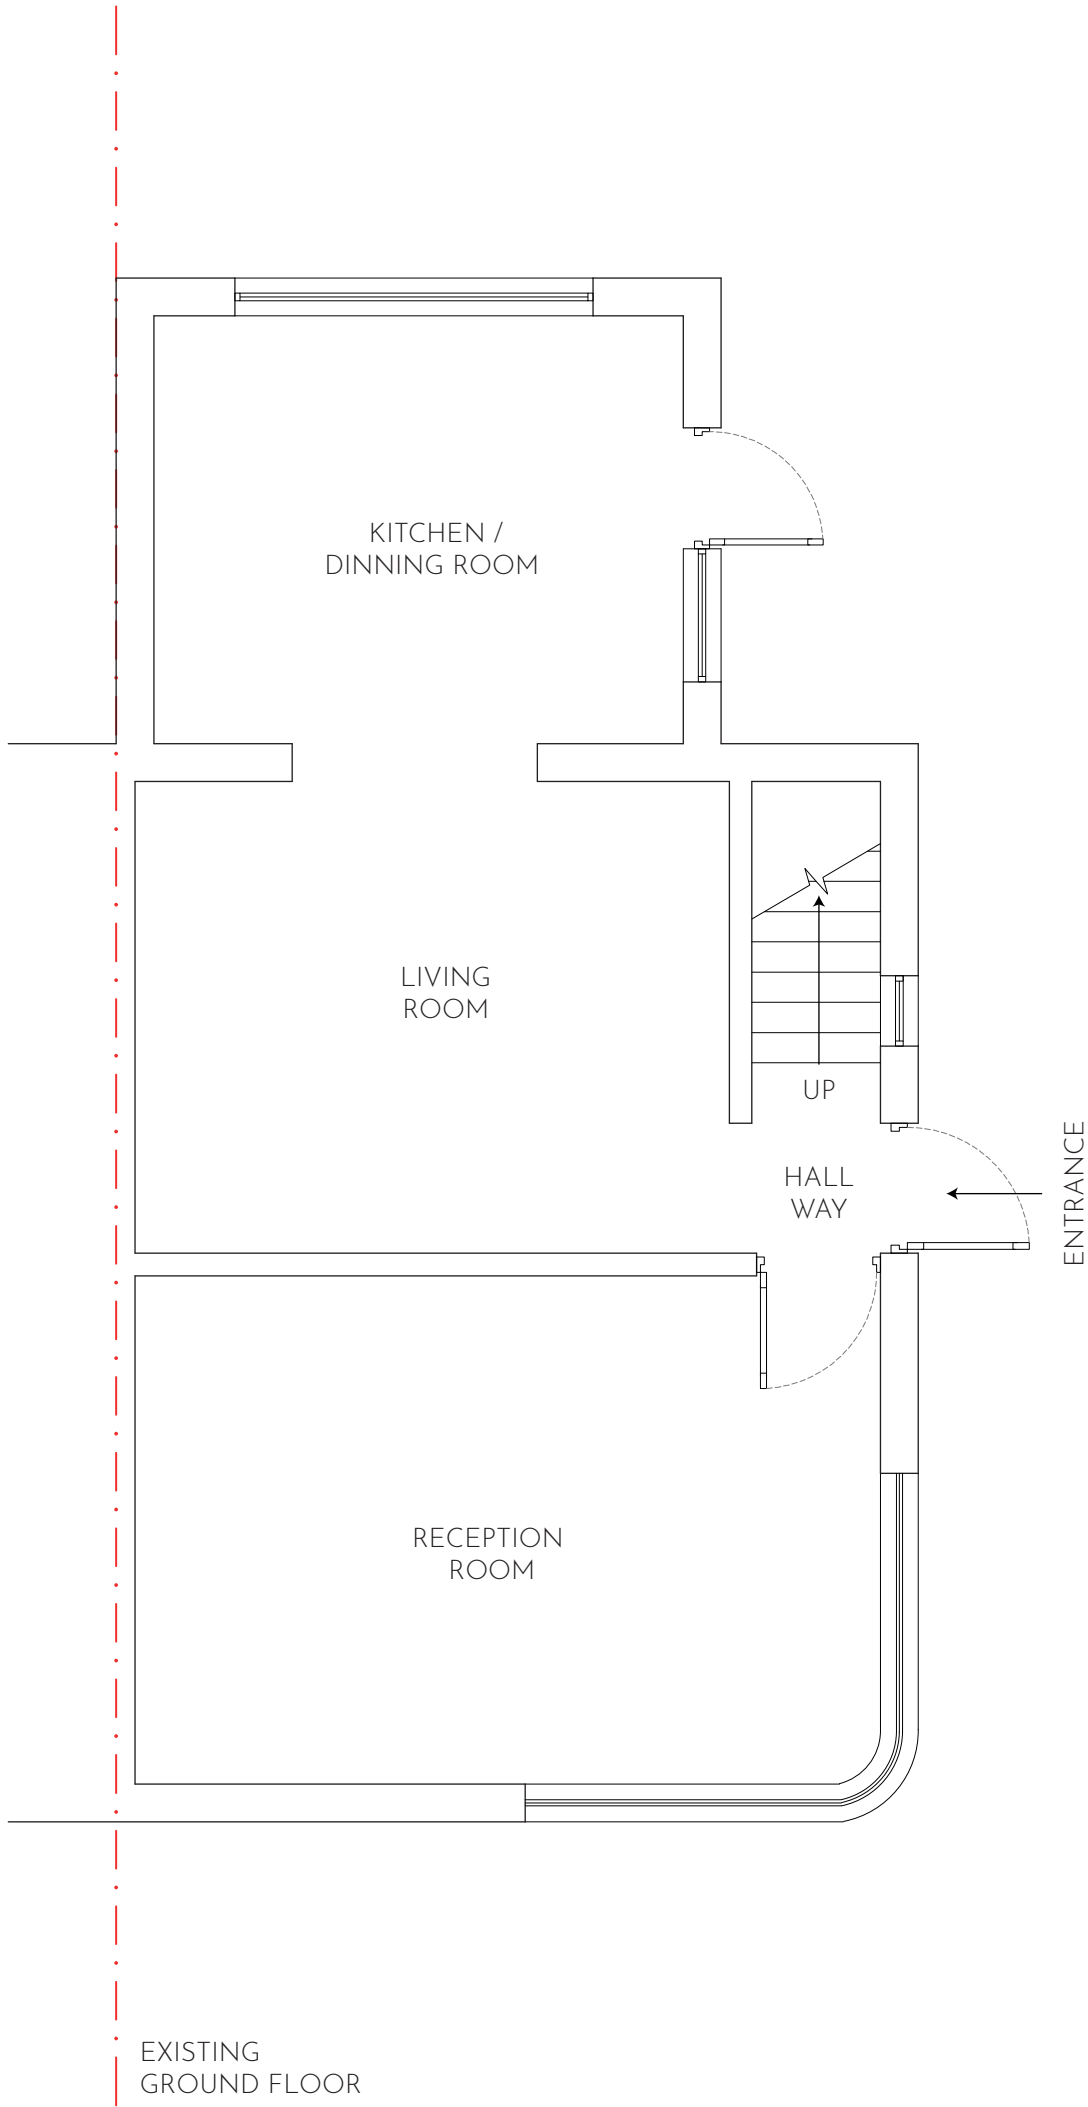 KITCHEN /
DINNING ROOM
LIVING
ROOM
UP
HALL
WAY
ENTRANCE
RECEPTION
ROOM
EXISTING
GROUND FLOOR